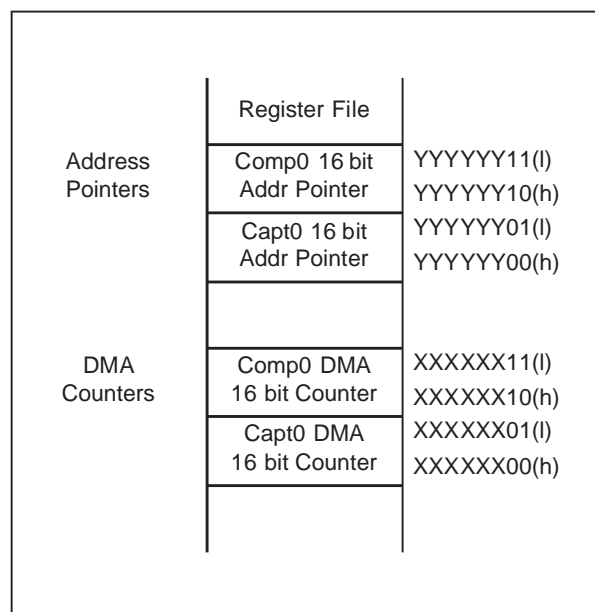 Register File
Address
Pointers
Comp0 16 bit
Addr Pointer
YYYYYY11(l)
YYYYYY10(h)
Capt0 16 bit
Addr Pointer
YYYYYY01(l)
YYYYYY00(h)
DMA
Counters
Comp0 DMA
16 bit Counter
XXXXXX11(l)
XXXXXX10(h)
Capt0 DMA
16 bit Counter
XXXXXX01(l)
XXXXXX00(h)